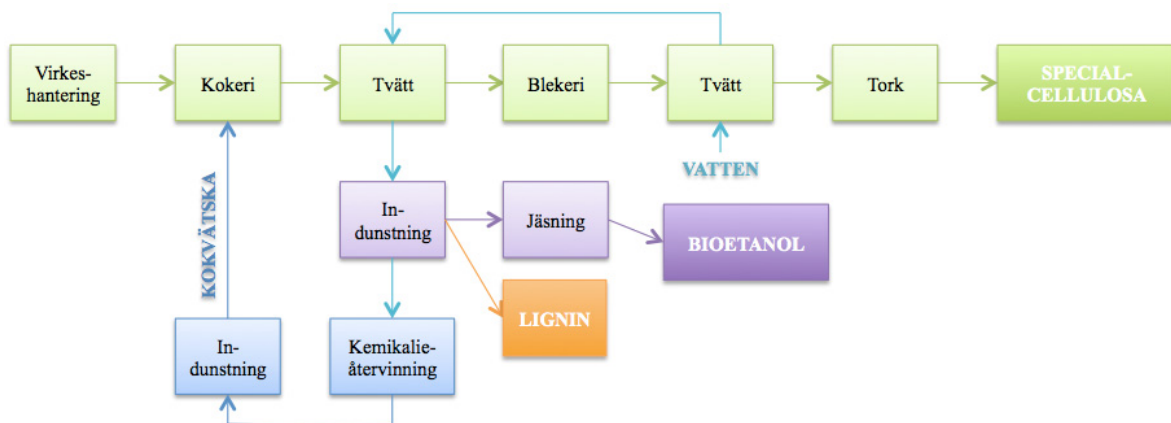 Virkes-
hantering
Kokeri
Tvätt
Blekeri
Tvätt
Tork
SPECIAL-
CELLULOSA
VATTEN
KOKVÄTSKA
In-
dunstning
Jäsning
BIOETANOL
LIGNIN
In-
dunstning
Kemikalie-
återvinning